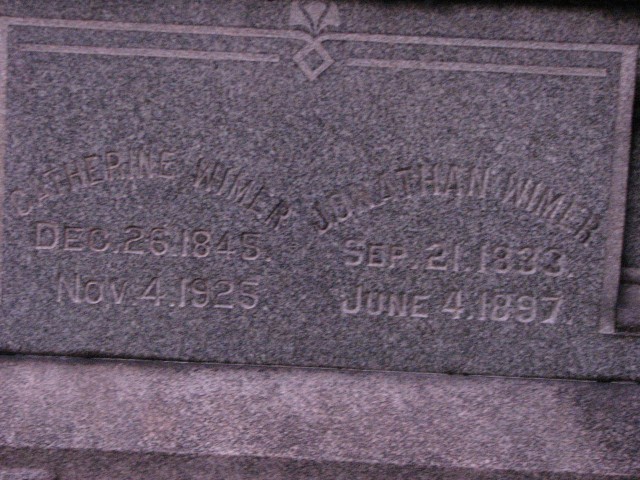 CATHERINE WIMER
DEC. 26. 1845.
NOV. 4. 1925.
JONATHAN WIMER
SEP. 21. 1833.
JUNE 4. 1897.